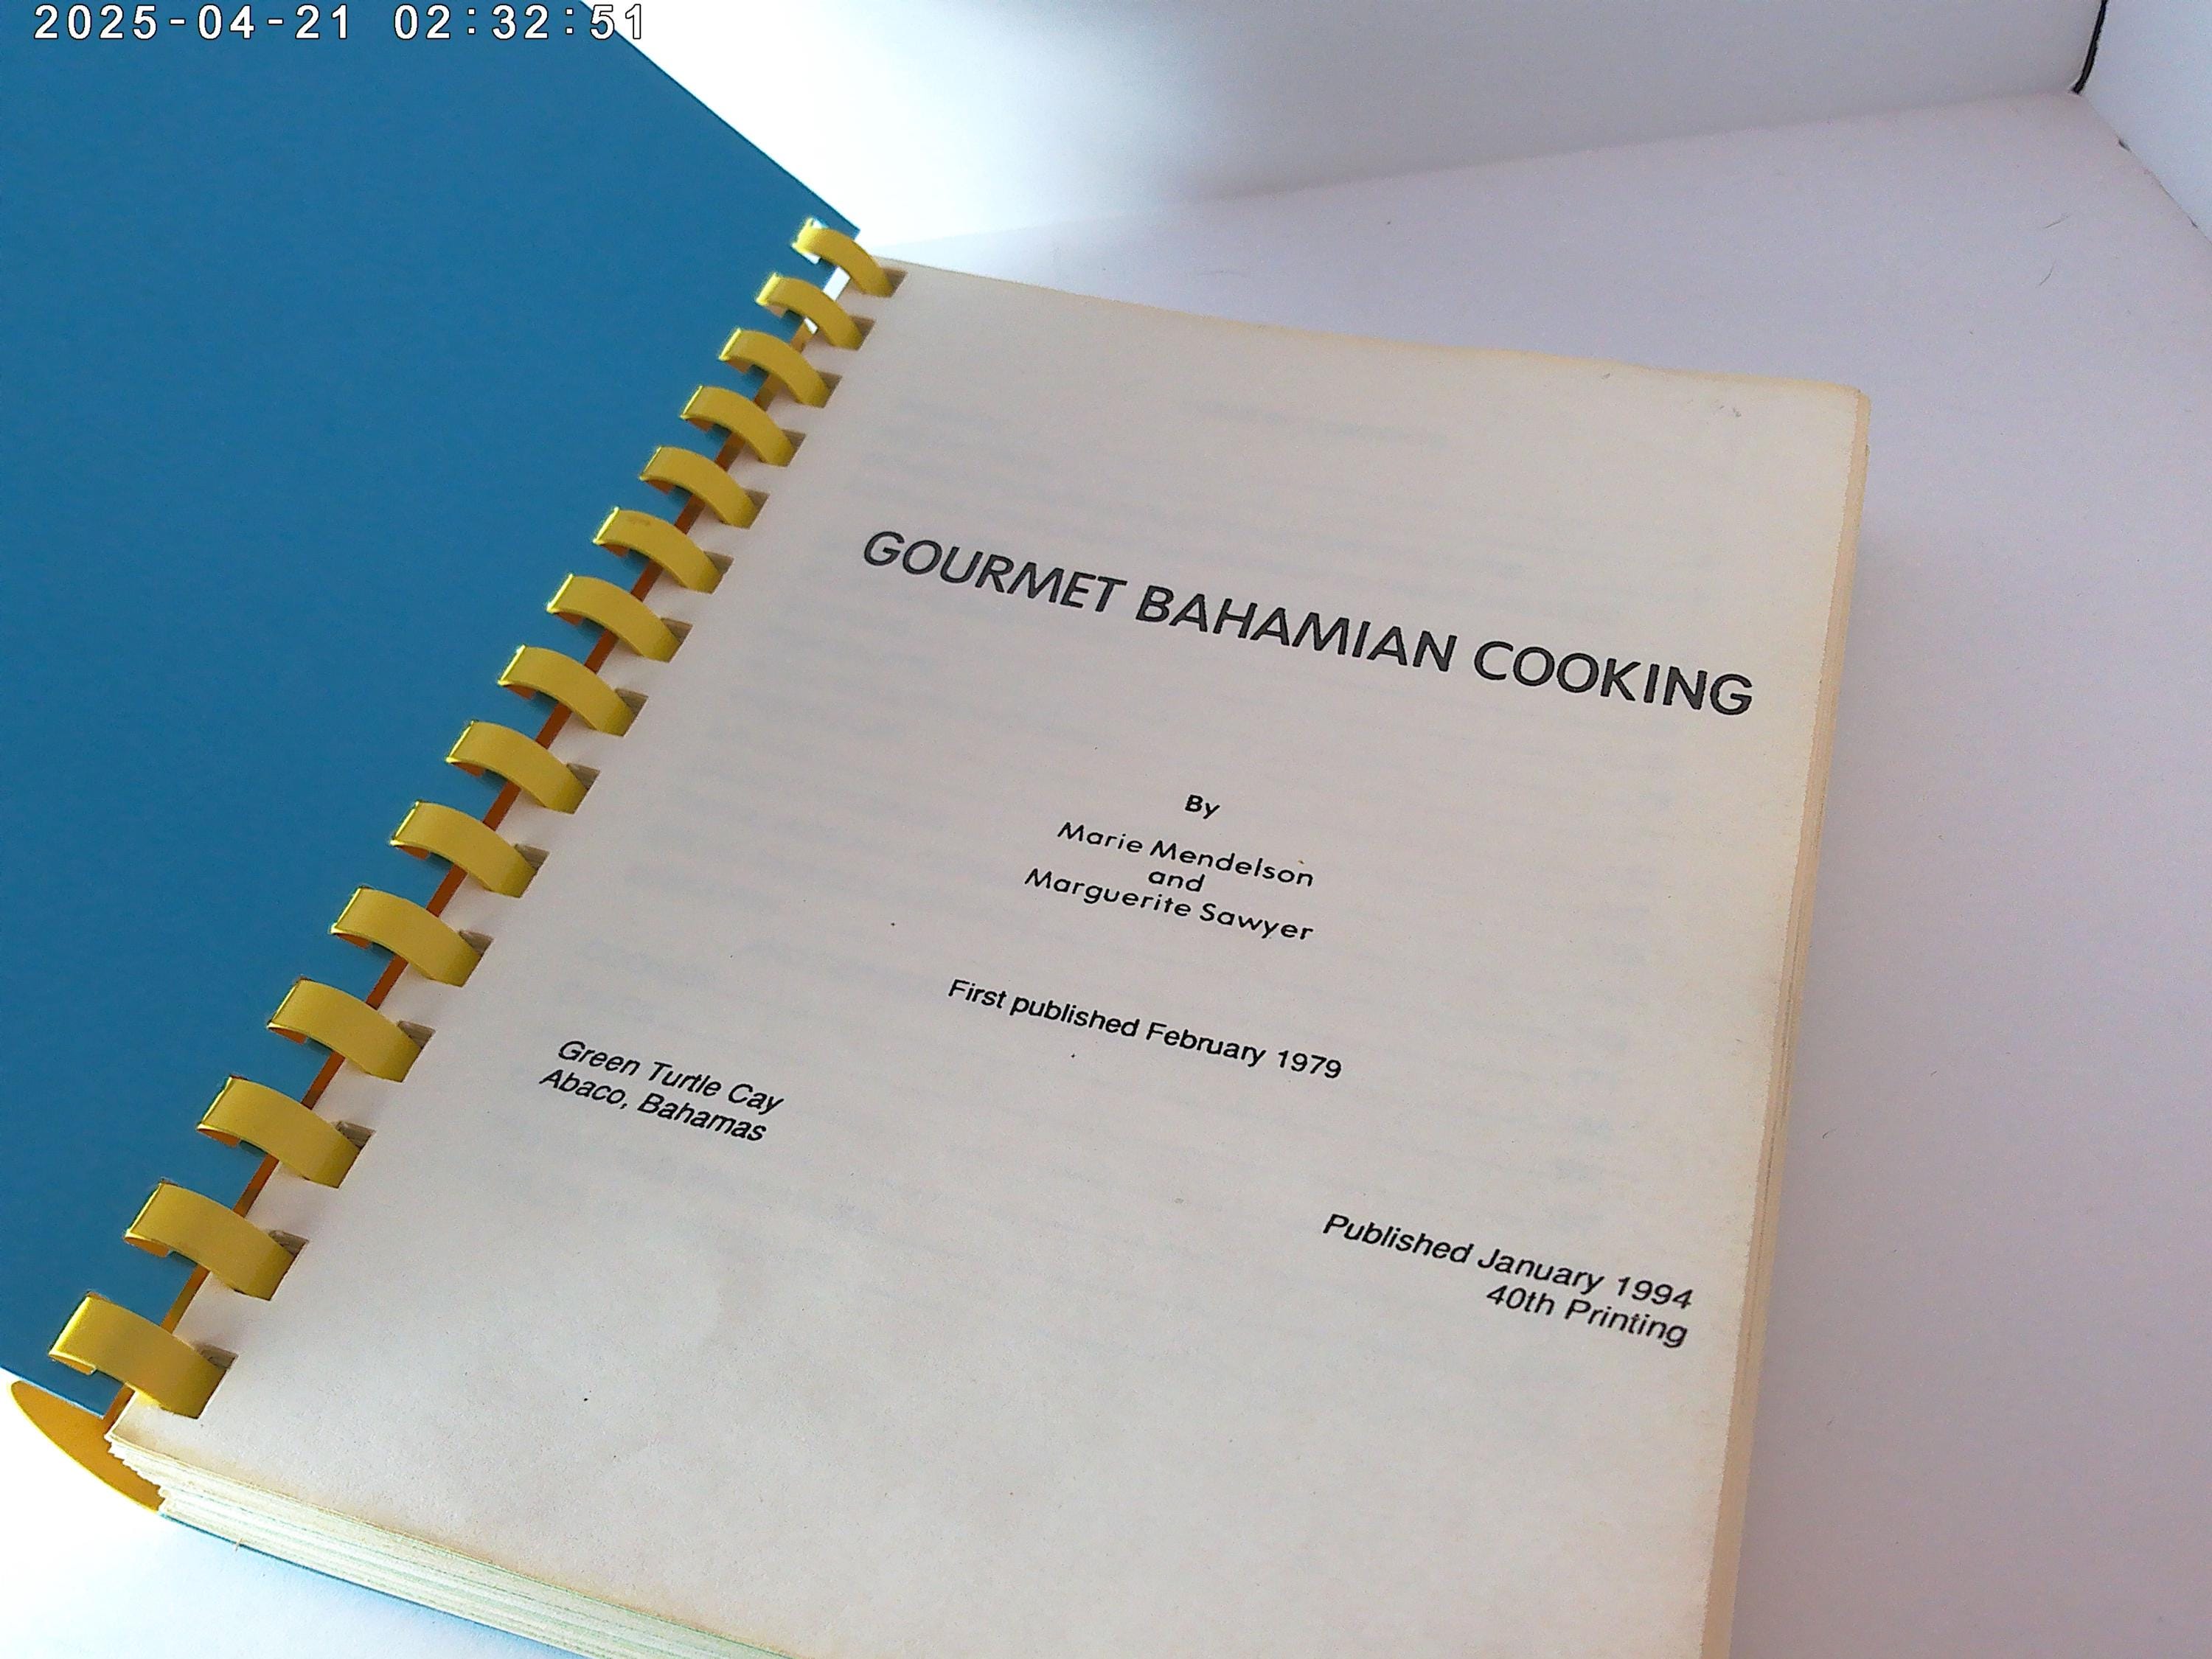 2025-04-21 02:32:51
GOURMET BAHAMIAN COOKING
By
Marie Mendelson
and
Marguerite Sawyer
First published February 1979
Green Turtle Cay
Abaco, Bahamas
Published January 1994
40th Printing